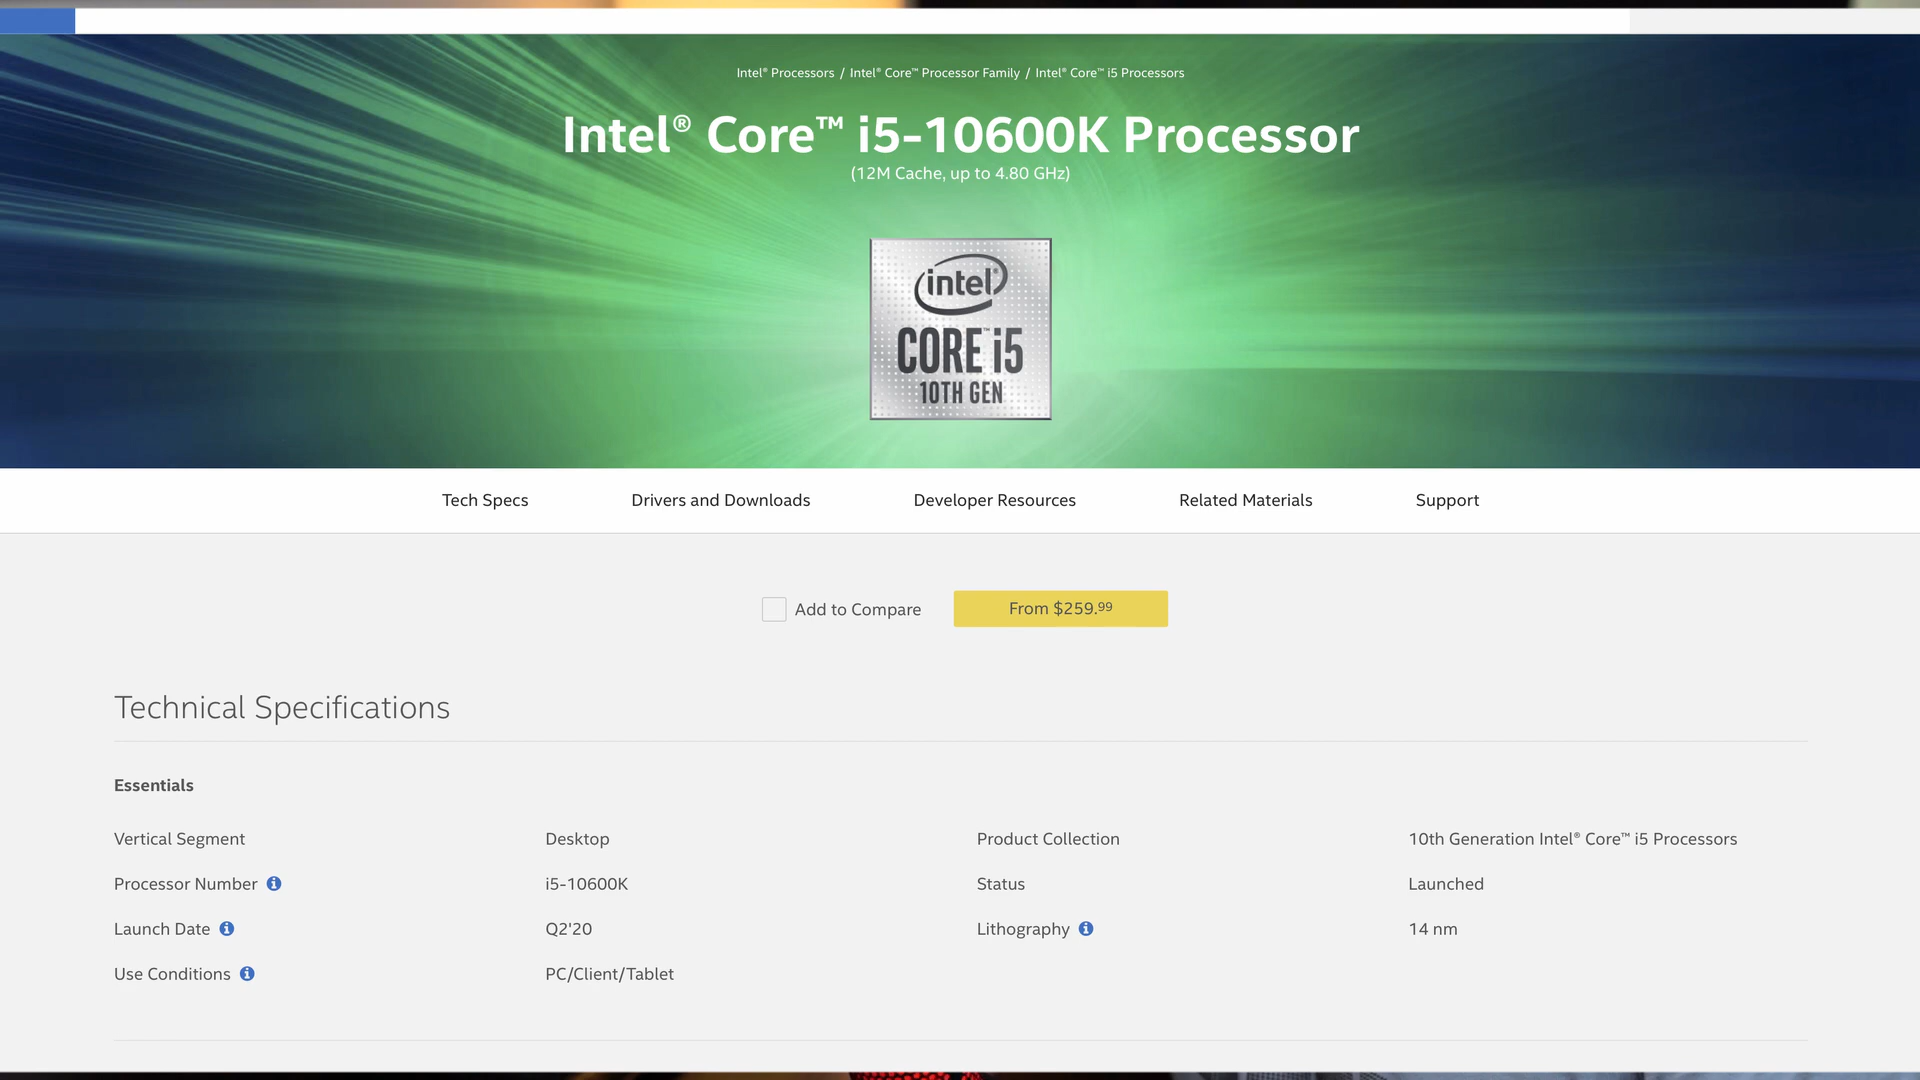 Intel® Processors / Intel® Core™ Processor Family / Intel® Core™ i5 Processors
Intel® Core™ i5-10600K Processor
(12M Cache, up to 4.80 GHz)
intel®
CORE™ i5
10TH GEN
Tech Specs Drivers and Downloads Developer Resources Related Materials Support
Add to Compare From $259.99
Technical Specifications
Essentials
Vertical Segment Desktop Product Collection 10th Generation Intel® Core™ i5 Processors
Processor Number i5-10600K Status Launched
Launch Date Q2'20 Lithography 14 nm
Use Conditions PC/Client/Tablet